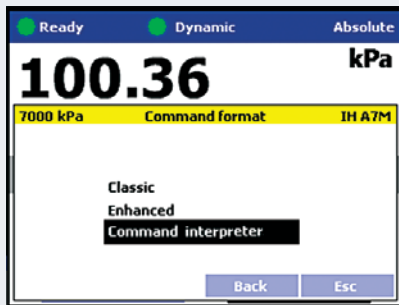 Ready Dynamic Absolute
100.36 kPa
7000 kPa Command format IH A7M
Classic
Enhanced
Command interpreter
Back Esc